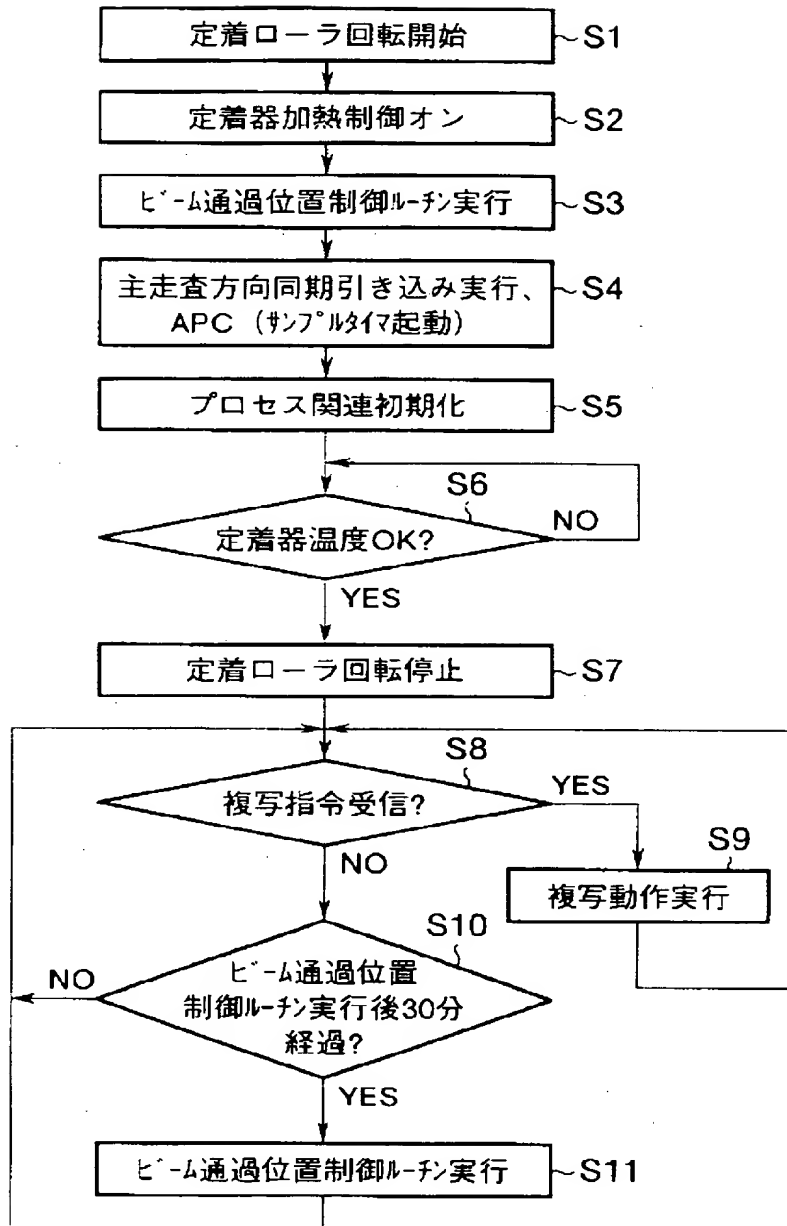 定着ローラ回転開始 ~S1
定着器加熱制御オン ~S2
ﾋﾞｰﾑ通過位置制御ﾙｰﾁﾝ実行 ~S3
主走査方向同期引き込み実行、
APC (ｻﾝﾌﾟﾙﾀｲﾏ起動) ~S4
プロセス関連初期化 ~S5
S6
定着器温度OK?
NO
YES
定着ローラ回転停止 ~S7
S8
複写指令受信?
YES
NO
S9
複写動作実行
S10
NO
ﾋﾞｰﾑ通過位置
制御ﾙｰﾁﾝ実行後30分
経過?
YES
ﾋﾞｰﾑ通過位置制御ﾙｰﾁﾝ実行 ~S11